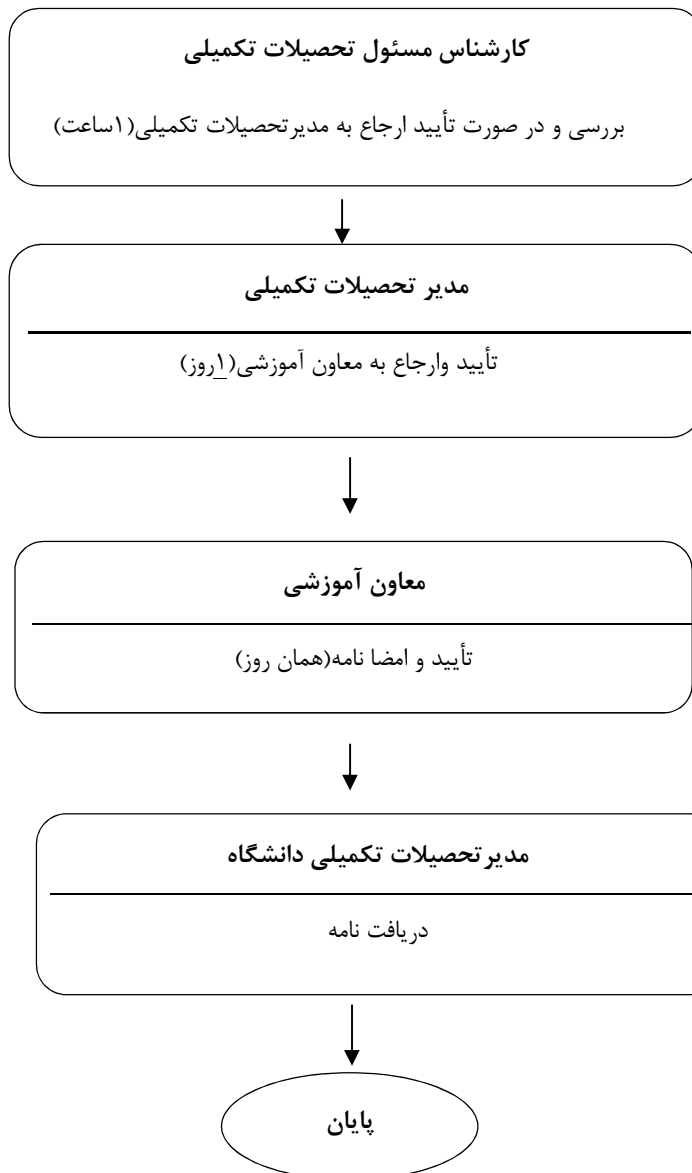 کارشناس مسئول تحصیلات تکمیلی
بررسی و در صورت تأیید ارجاع به مدیرتحصیلات تکمیلی(۱ساعت)
مدیر تحصیلات تکمیلی
تأیید وارجاع به معاون آموزشی(۱روز)
معاون آموزشی
تأیید و امضا نامه(همان روز)
مدیرتحصیلات تکمیلی دانشگاه
دریافت نامه
پایان